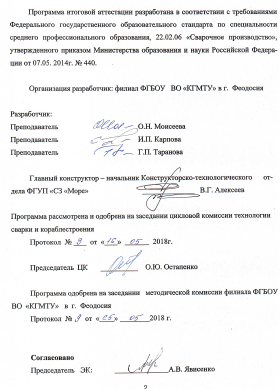 Программа итоговой аттестации разработана в соответствии с требованиями
Федерального государственного образовательного стандарта по специальности
среднего профессионального образования, 22.02.06 «Сварочное производство»,
утвержденного приказом Министерства образования и науки Российской Федера-
ции от 07.05. 2014г. № 440.
Организация разработчик: филиал ФГБОУ ВО «КГМТУ» в г. Феодосия
Разработчик:
Преподаватель О.Н. Моисеева
Преподаватель И.П. Карпова
Преподаватель Г.П. Таранова
Главный конструктор – начальник Конструкторско-технологического от-
дела ФГУП «СЗ «Море» В.Г. Алексеев
Программа рассмотрена и одобрена на заседании цикловой комиссии технологии
сварки и кораблестроения
Протокол № 9 от «16» 05 2018г.
Председатель ЦК О.Ю. Остапенко
Программа одобрена на заседании методической комиссии филиала ФГБОУ
ВО «КГМТУ» в г. Феодосия
Протокол № 9 от «25» 05 2018 г.
Согласовано
Председатель ЭК: А.В. Явисенко
2